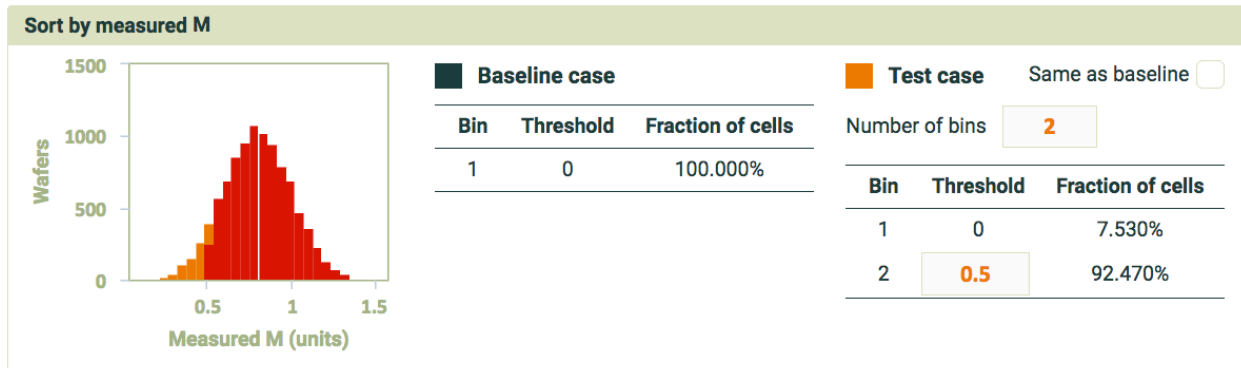 Sort by measured M
1500
1000
500
0
Wafers
0.5 1 1.5
Measured M (units)
Baseline case
Bin Threshold Fraction of cells
1 0 100.000%
Test case Same as baseline
Number of bins 2
Bin Threshold Fraction of cells
1 0 7.530%
2 0.5 92.470%